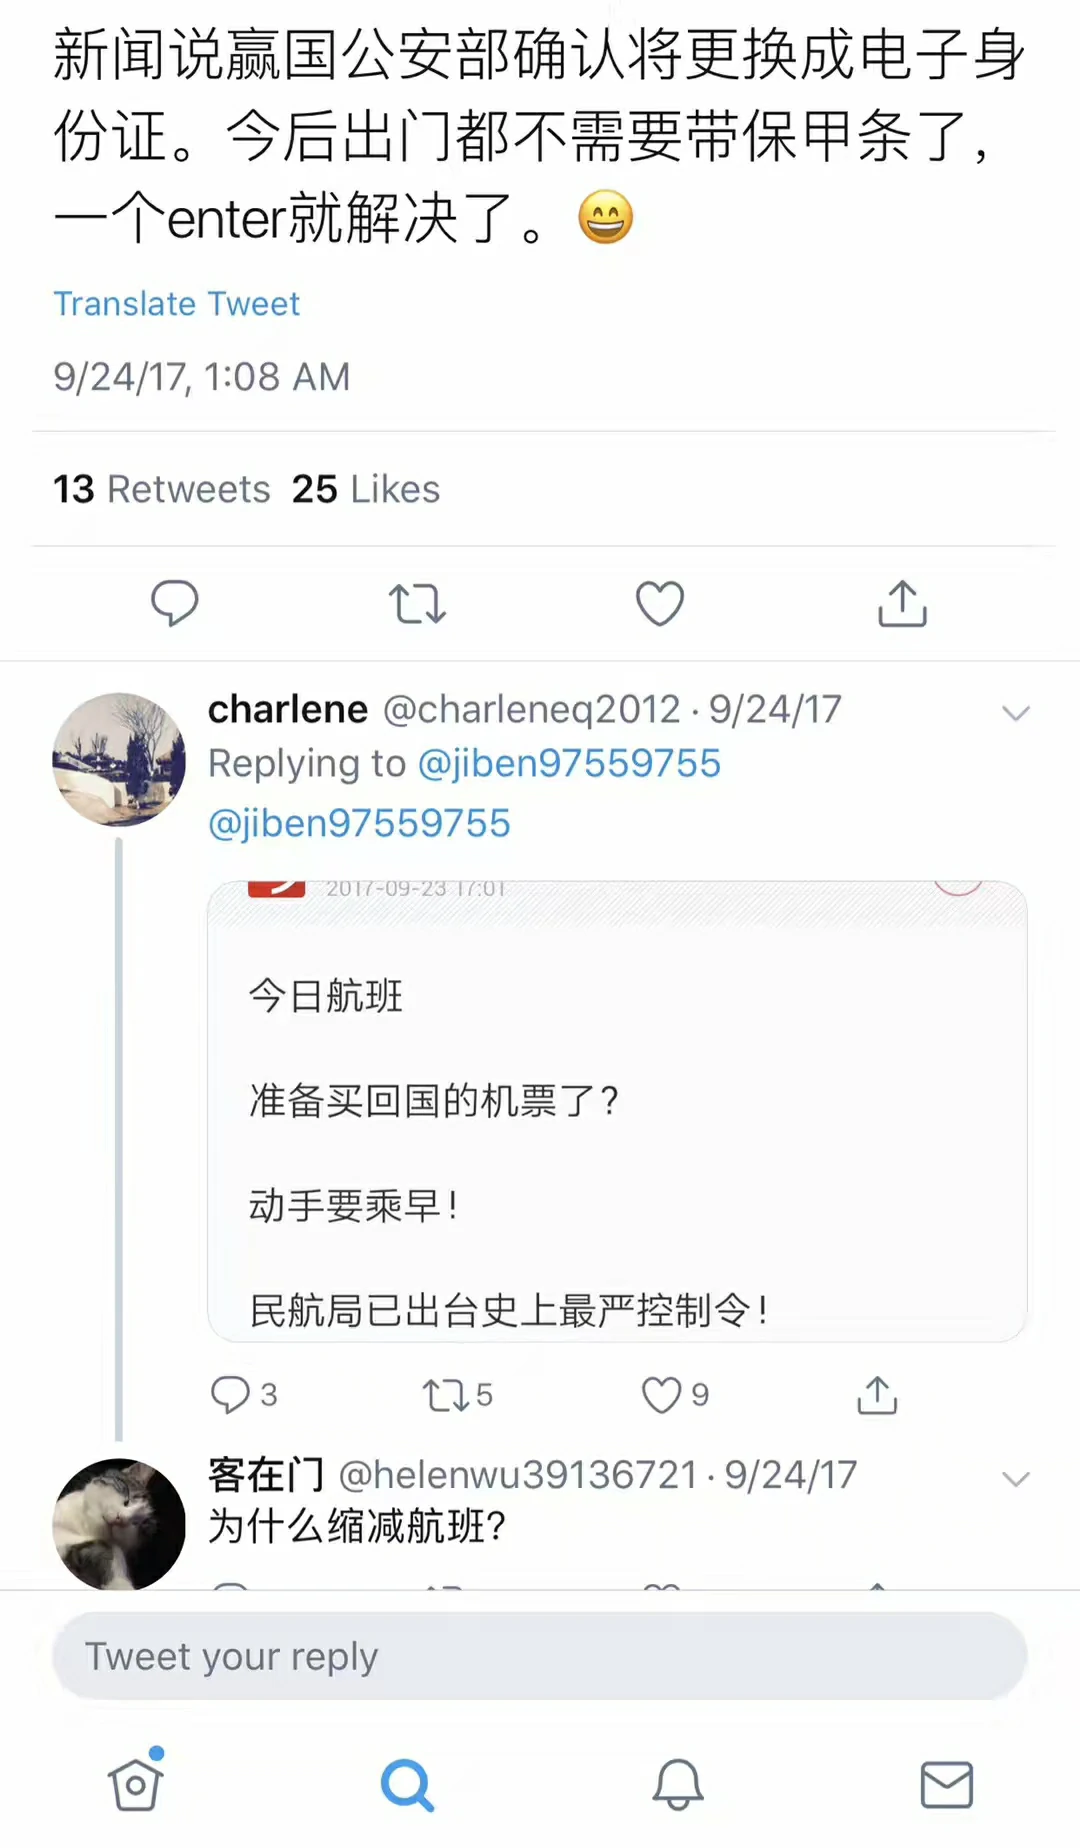 新闻说赢国公安部确认将更换成电子身
份证。今后出门都不需要带保甲条了，
一个enter就解决了。😄
Translate Tweet
9/24/17, 1:08 AM
13 Retweets 25 Likes
charlene @charleneq2012 · 9/24/17
Replying to @jiben97559755
@jiben97559755
2017-09-23 17:01
今日航班
准备买回国的机票了？
动手要乘早！
民航局已出台史上最严控制令！
3 5 9
客在门 @helenwu39136721 · 9/24/17
为什么缩减航班?
Tweet your reply